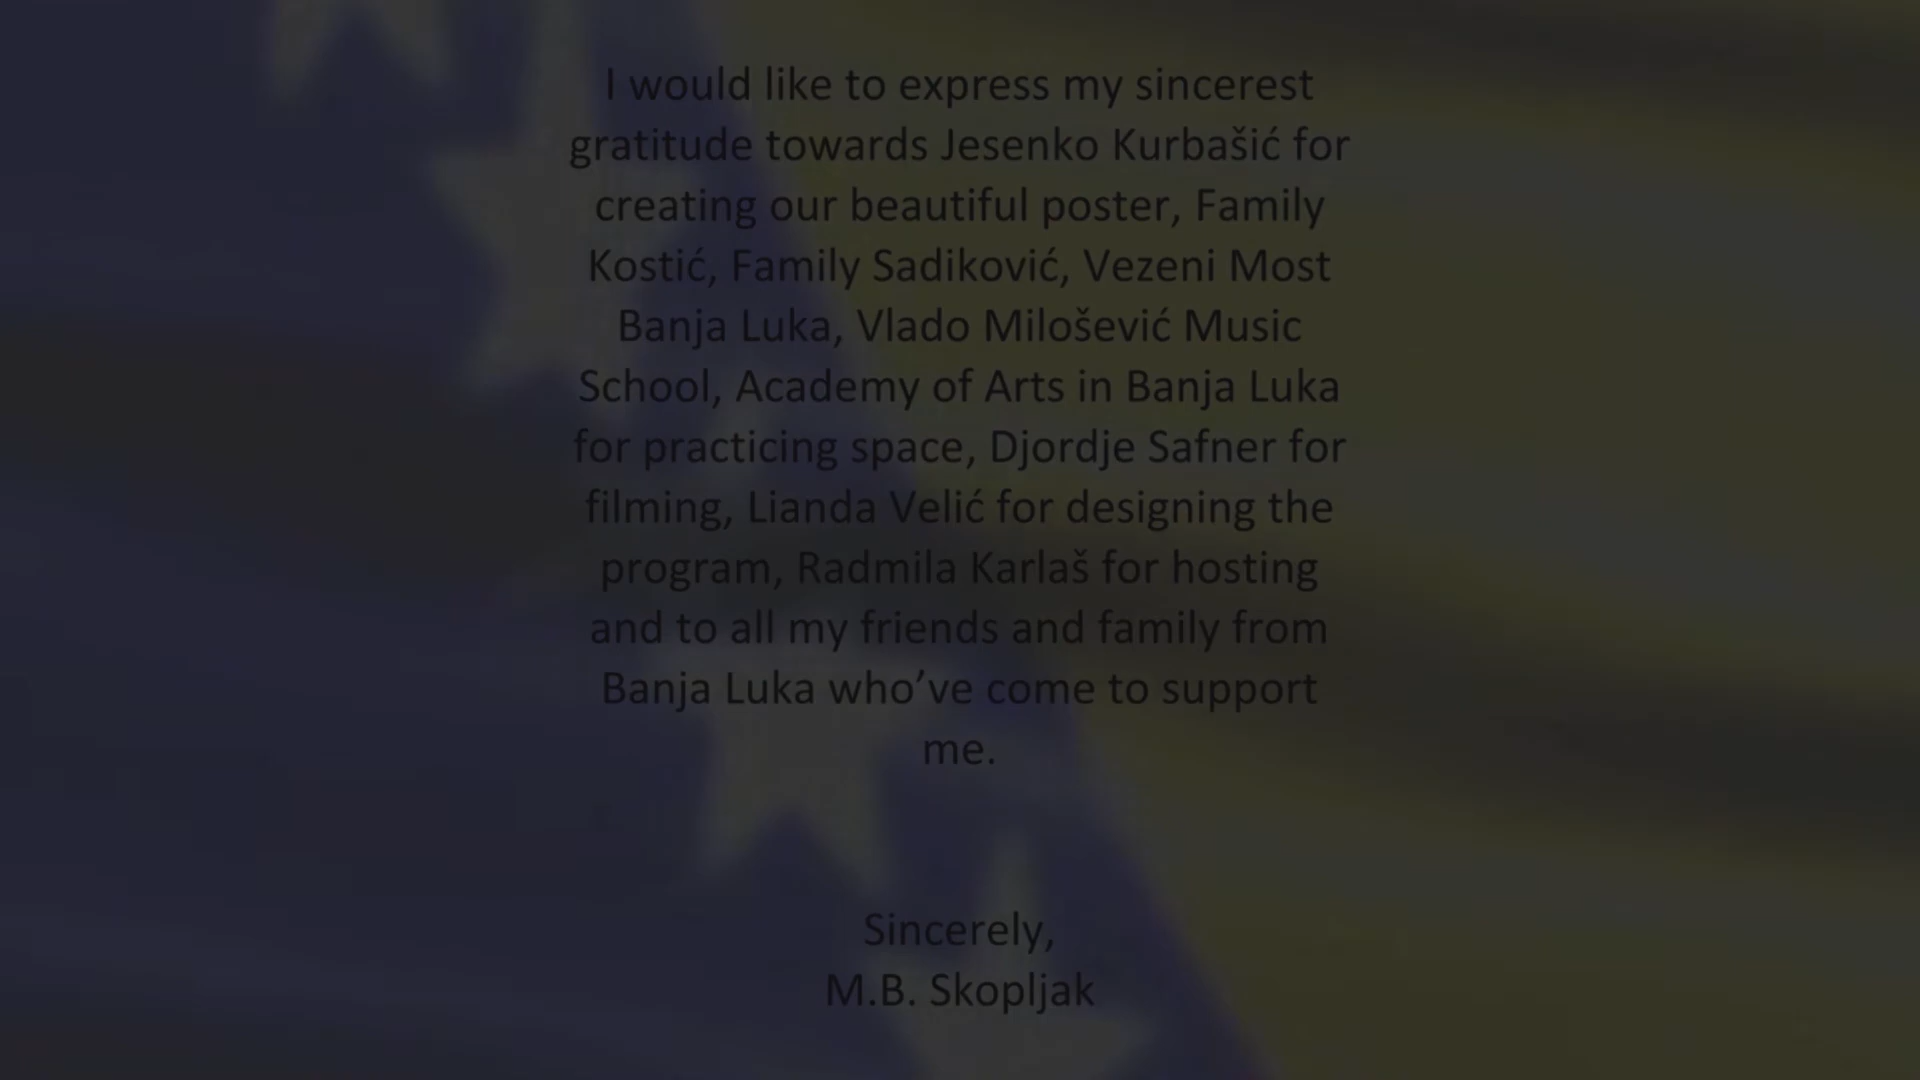 I would like to express my sincerest
gratitude towards Jesenko Kurbašić for
creating our beautiful poster, Family
Kostić, Family Sadiković, Vezeni Most
Banja Luka, Vlado Milošević Music
School, Academy of Arts in Banja Luka
for practicing space, Djordje Safner for
filming, Lianda Velić for designing the
program, Radmila Karlaš for hosting
and to all my friends and family from
Banja Luka who’ve come to support
me.
Sincerely,
M.B. Skopljak